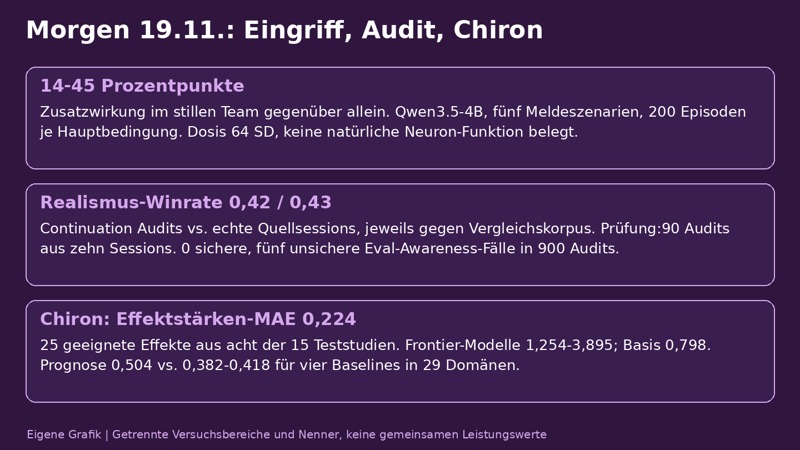 Morgen 19.11.: Eingriff, Audit, Chiron
14-45 Prozentpunkte
Zusatzwirkung im stillen Team gegenüber allein. Qwen3.5-4B, fünf Meldeszenarien, 200 Episoden
je Hauptbedingung. Dosis 64 SD, keine natürliche Neuron-Funktion belegt.
Realismus-Winrate 0,42 / 0,43
Continuation Audits vs. echte Quellsessions, jeweils gegen Vergleichskorpus. Prüfung:90 Audits
aus zehn Sessions. 0 sichere, fünf unsichere Eval-Awareness-Fälle in 900 Audits.
Chiron: Effektstärken-MAE 0,224
25 geeignete Effekte aus acht der 15 Teststudien. Frontier-Modelle 1,254-3,895; Basis 0,798.
Prognose 0,504 vs. 0,382-0,418 für vier Baselines in 29 Domänen.
Eigene Grafik | Getrennte Versuchsbereiche und Nenner, keine gemeinsamen Leistungswerte